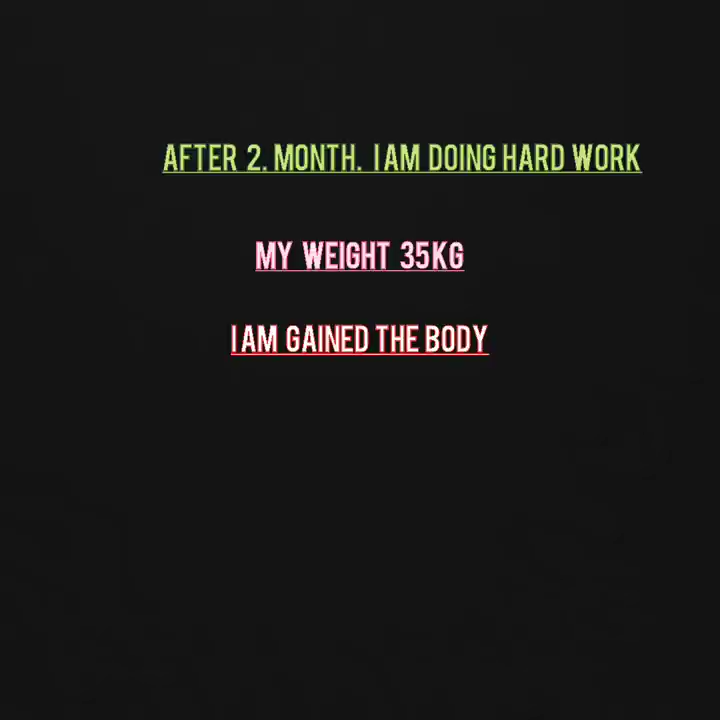 AFTER 2. MONTH. I AM DOING HARD WORK
MY WEIGHT 35KG
I AM GAINED THE BODY